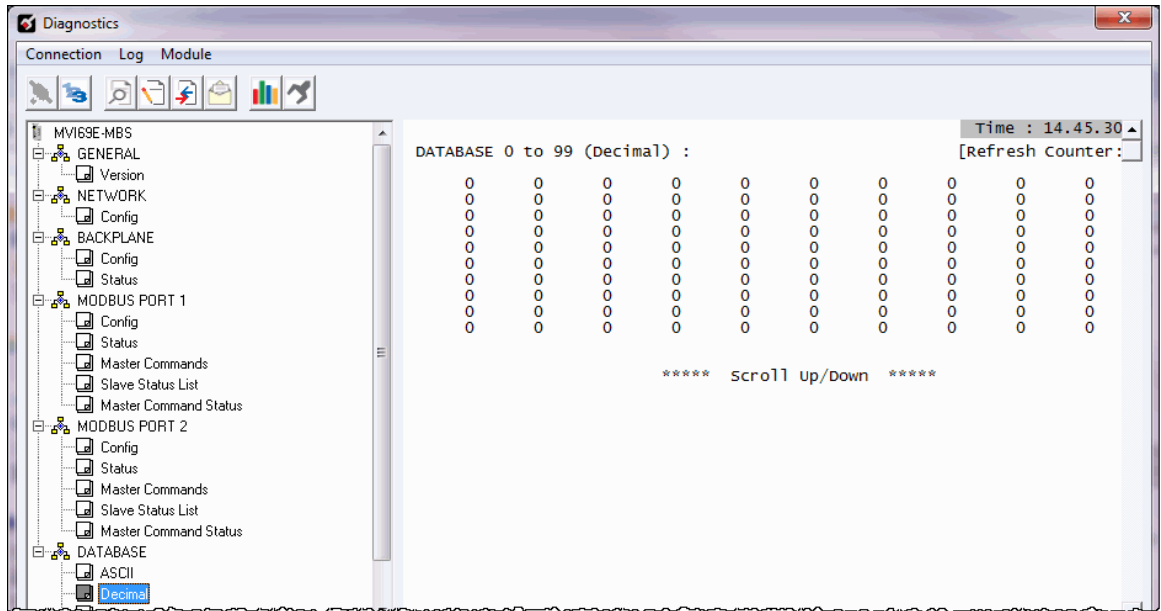 Diagnostics
Connection Log Module
MVI69E-MBS
GENERAL
Version
NETWORK
Config
BACKPLANE
Config
Status
MODBUS PORT 1
Config
Status
Master Commands
Slave Status List
Master Command Status
MODBUS PORT 2
Config
Status
Master Commands
Slave Status List
Master Command Status
DATABASE
ASCII
Decimal
Time : 14.45.30
DATABASE 0 to 99 (Decimal) : [Refresh Counter:
0 0 0 0 0 0 0 0 0 0
0 0 0 0 0 0 0 0 0 0
0 0 0 0 0 0 0 0 0 0
0 0 0 0 0 0 0 0 0 0
0 0 0 0 0 0 0 0 0 0
0 0 0 0 0 0 0 0 0 0
0 0 0 0 0 0 0 0 0 0
0 0 0 0 0 0 0 0 0 0
0 0 0 0 0 0 0 0 0 0
0 0 0 0 0 0 0 0 0 0
***** Scroll Up/Down *****